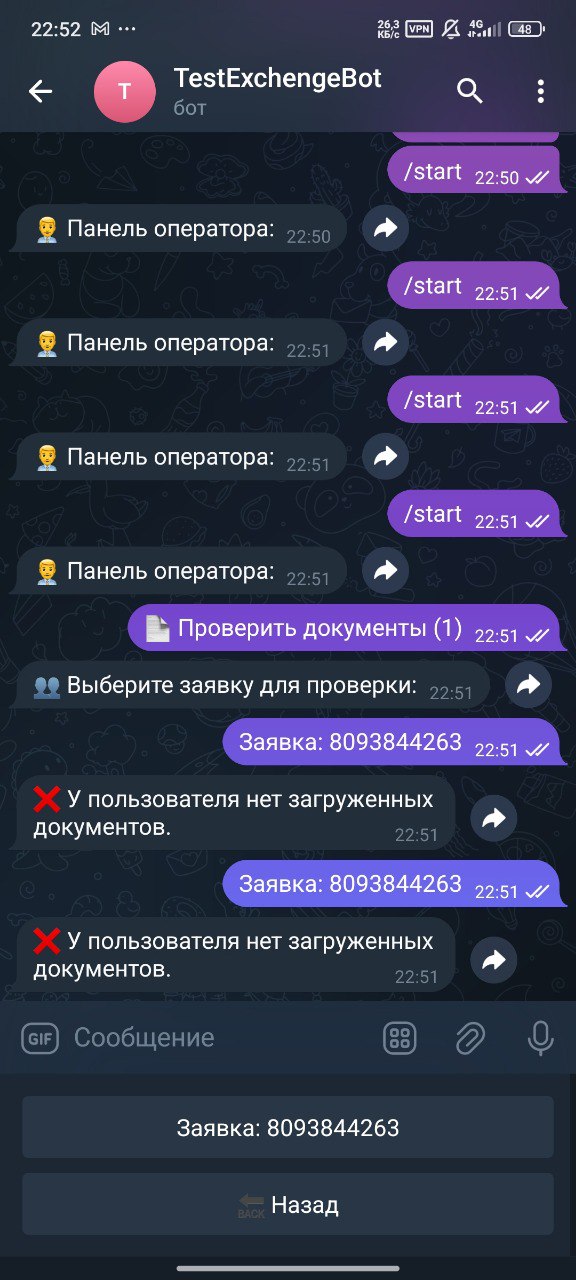 22:52
26,3
КБ/с
VPN
4G
48
T
TestExchengeBot
бот
/start 22:50
Панель оператора: 22:50
/start 22:51
Панель оператора: 22:51
/start 22:51
Панель оператора: 22:51
/start 22:51
Панель оператора: 22:51
Проверить документы (1) 22:51
Выберите заявку для проверки: 22:51
Заявка: 8093844263 22:51
У пользователя нет загруженных
документов. 22:51
Заявка: 8093844263 22:51
У пользователя нет загруженных
документов. 22:51
GIF Сообщение
Заявка: 8093844263
BACK Назад